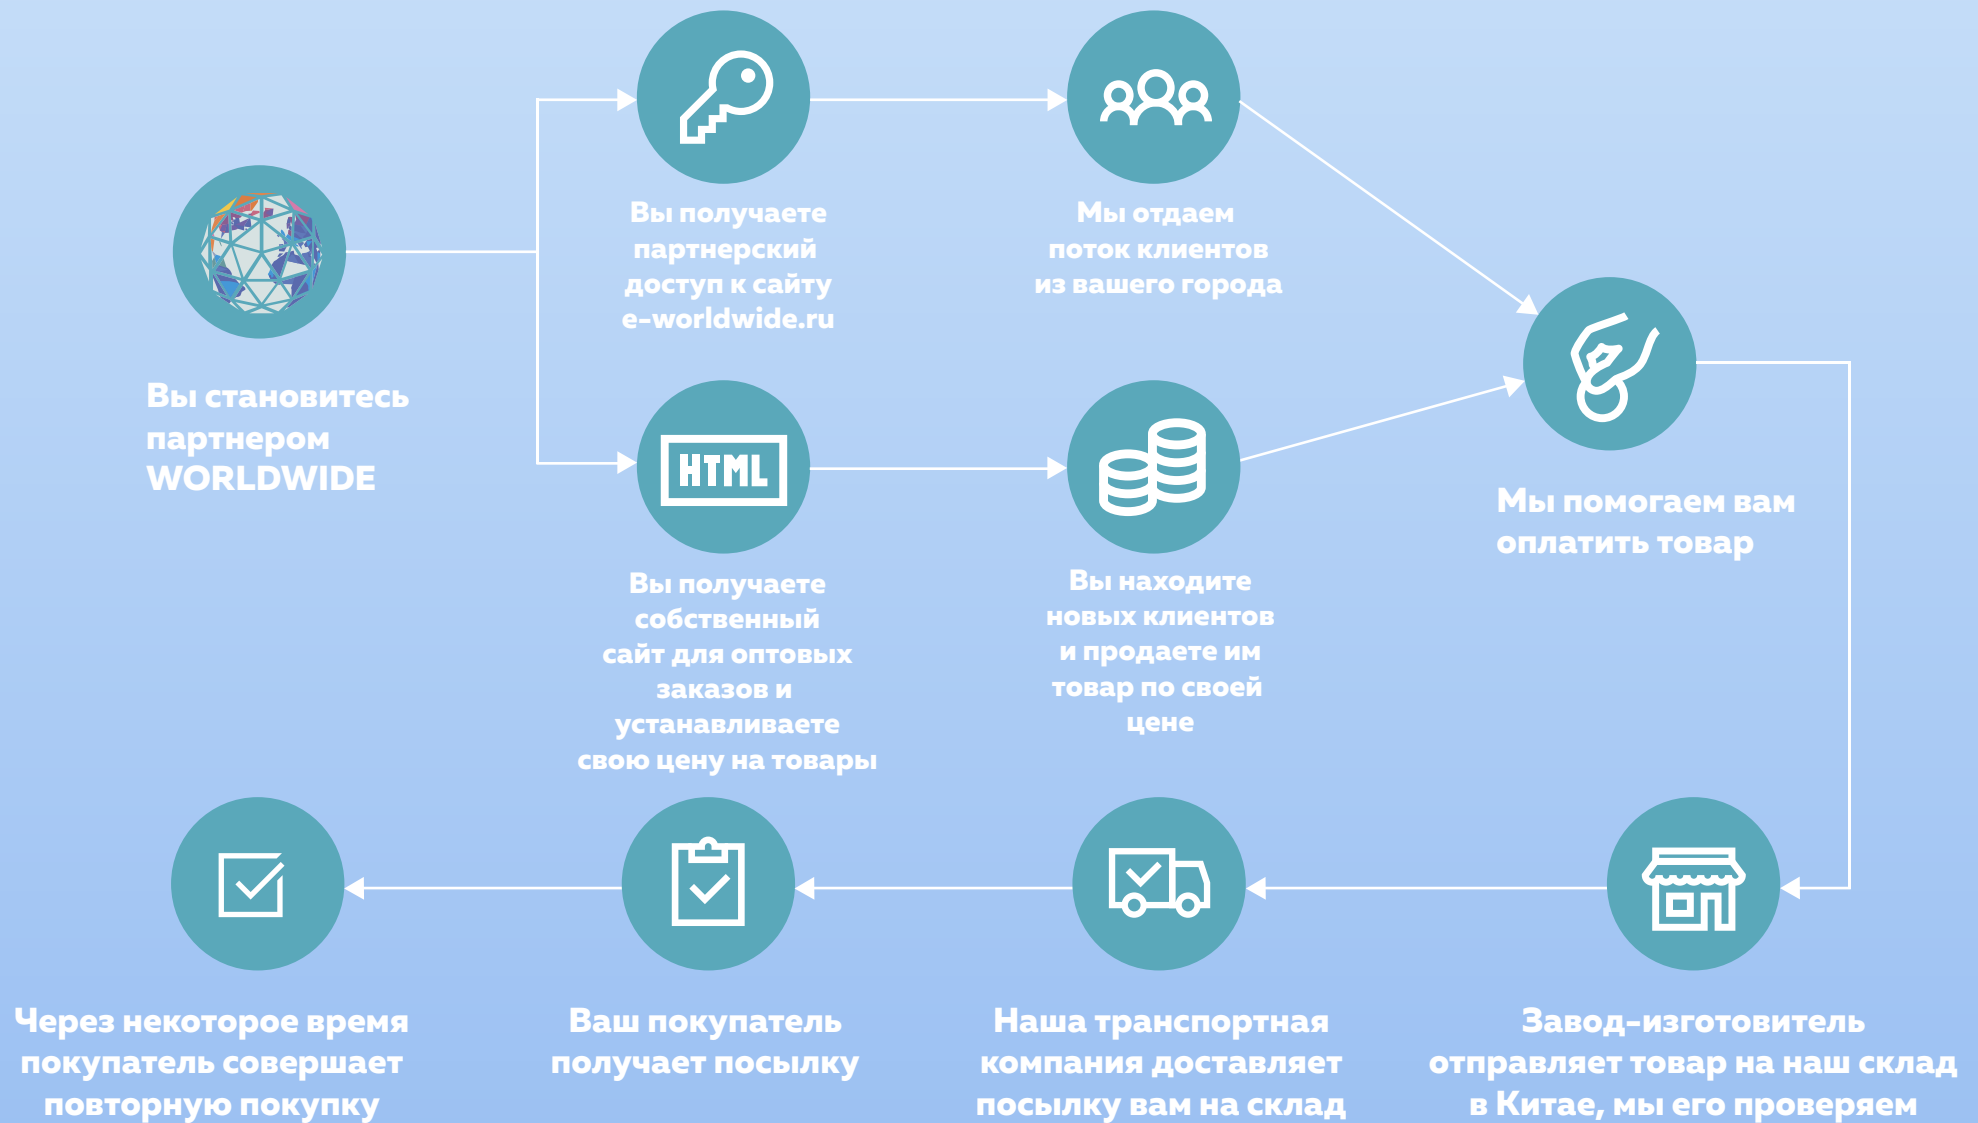 Вы становитесь
партнером
WORLDWIDE
Вы получаете
партнерский
доступ к сайту
e-worldwide.ru
Мы отдаем
поток клиентов
из вашего города
HTML
Вы получаете
собственный
сайт для оптовых
заказов и
устанавливаете
свою цену на товары
Вы находите
новых клиентов
и продаете им
товар по своей
цене
Мы помогаем вам
оплатить товар
Завод-изготовитель
отправляет товар на наш склад
в Китае, мы его проверяем
Наша транспортная
компания доставляет
посылку вам на склад
Ваш покупатель
получает посылку
Через некоторое время
покупатель совершает
повторную покупку